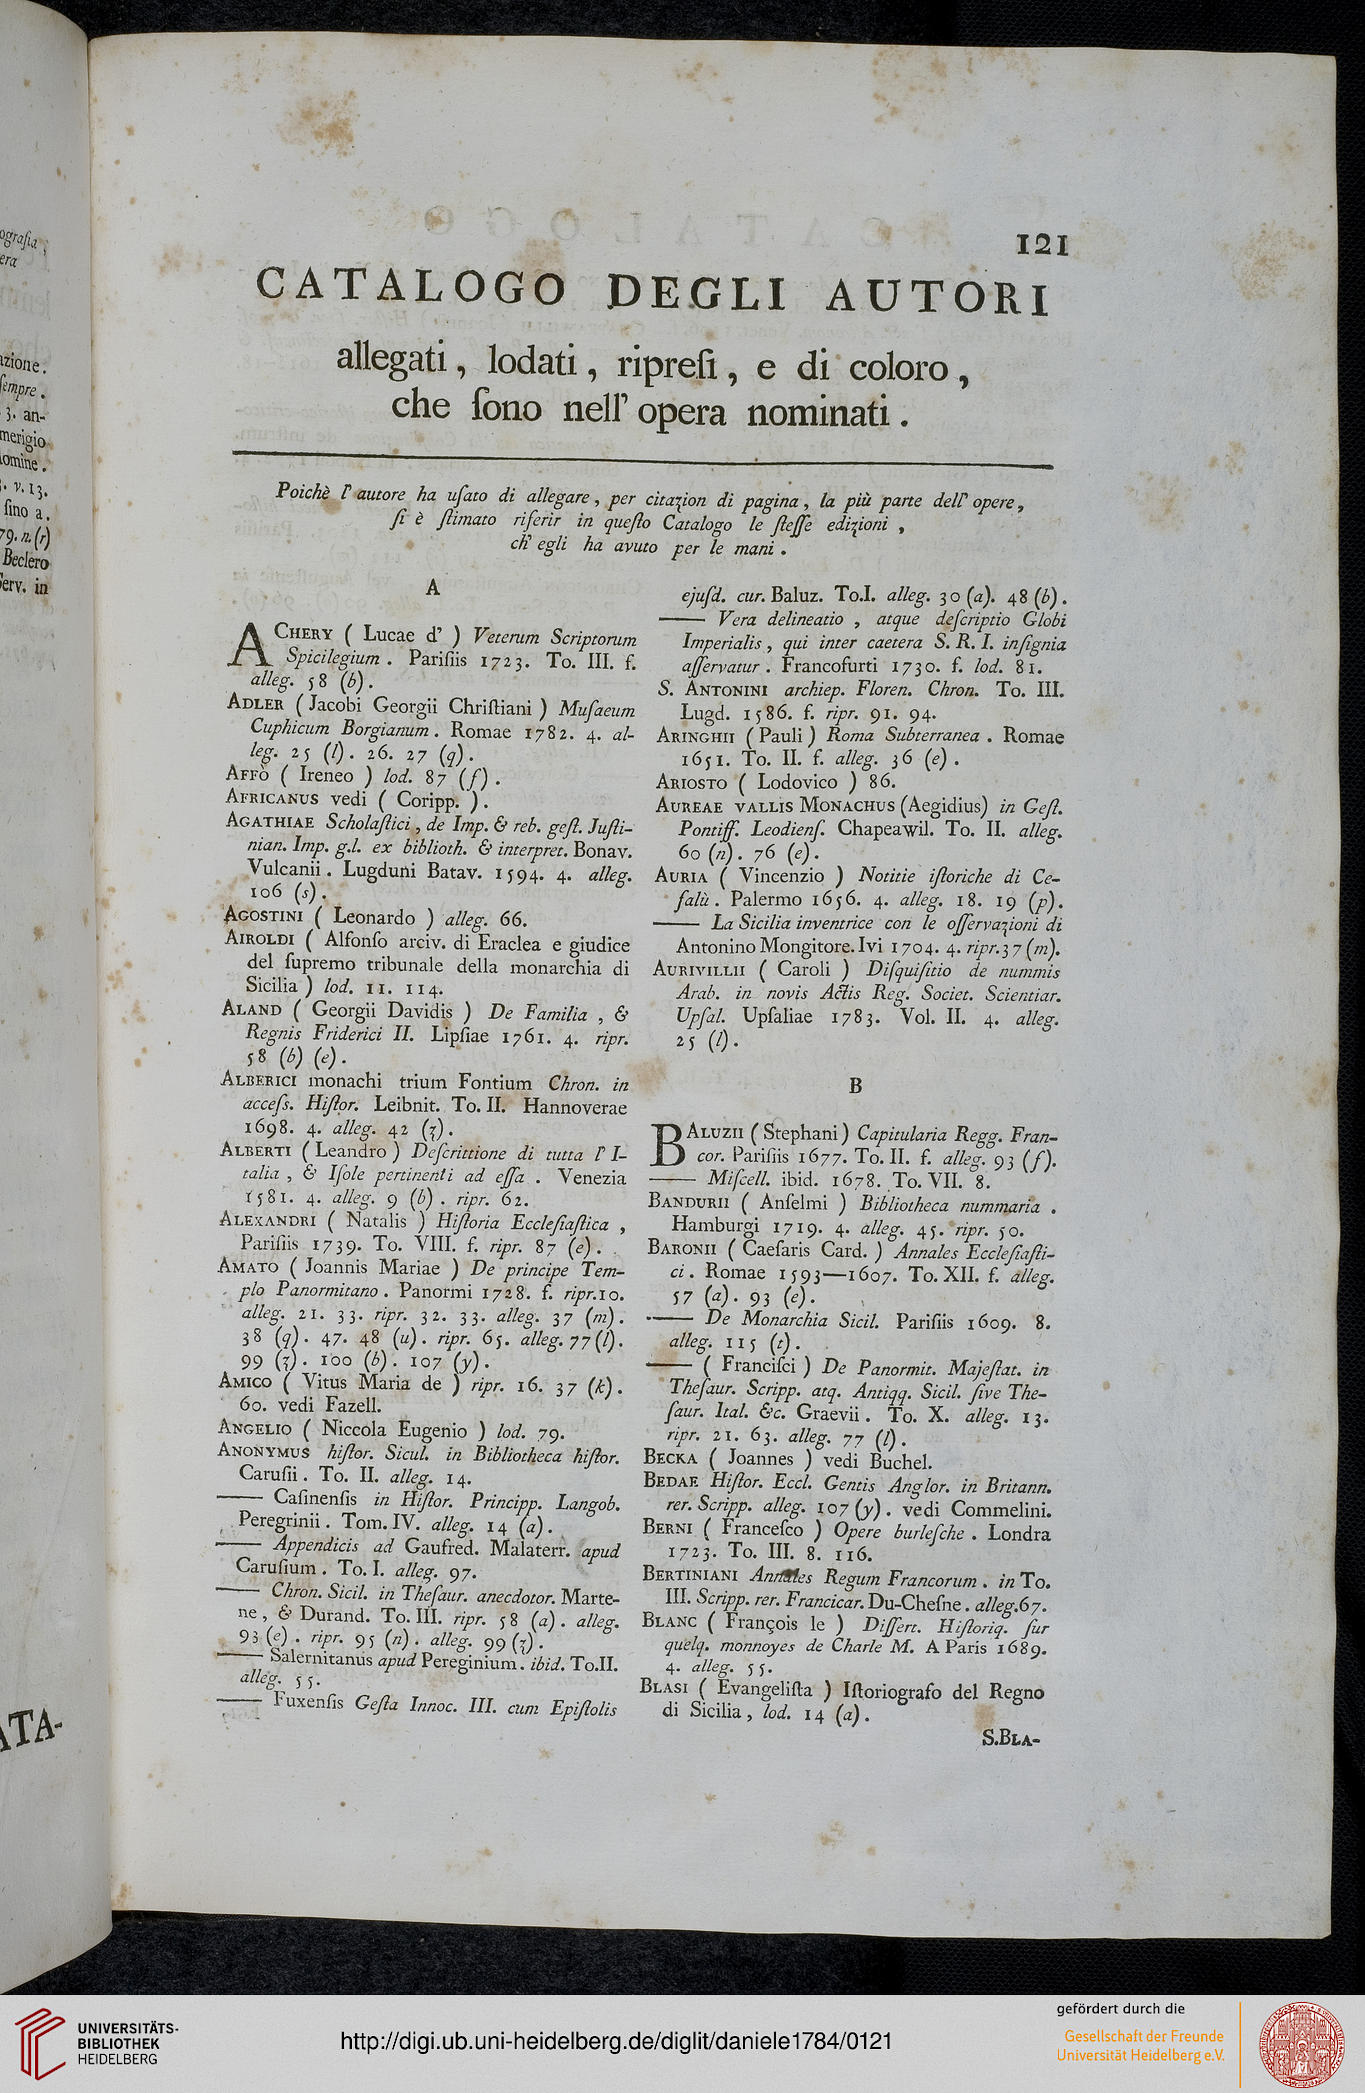 121
CATALOGO DEGLI AUTORI
allegati, lodati, ripreſi, e di coloro,
che ſono nell' opera nominati.
Poichè l' autore ha uſato di allegare, per citazion di pagina, la più parte dell' opere,
ſi è ſtimato riferir in queſto Catalogo le ſteſſe edizioni,
ch' egli ha avuto per le mani.
A
ACHERY ( Lucae d' ) Veterum Scriptorum
Spicilegium. Pariſiis 1723. To. III. f.
alleg. 58 (b).
ADLER ( Jacobi Georgii Chriſtiani ) Muſaeum
Cuphicum Borgianum. Romae 1782. 4. al-
leg. 25 (l). 26. 27 (q).
AFFÒ ( Ireneo ) lod. 87 (f).
AFRICANUS vedi ( Coripp. ).
AGATHIAE Scholaſtici, de Imp. & reb. geſt. Juſti-
nian. Imp. g.l. ex biblioth. & interpret. Bonav.
Vulcanii. Lugduni Batav. 1594. 4. alleg.
106 (s).
AGOSTINI ( Leonardo ) alleg. 66.
AIROLDI ( Alfonſo arciv. di Eraclea e giudice
del ſupremo tribunale della monarchia di
Sicilia ) lod. 11. 114.
ALAND ( Georgii Davidis ) De Familia, &
Regnis Friderici II. Lipſiae 1761. 4. ripr.
58 (b) (e).
ALBERICI monachi trium Fontium Chron. in
acceſs. Hiſtor. Leibnit. To. II. Hannoverae
1698. 4. alleg. 42 (z).
ALBERTI ( Leandro ) Deſcrittione di tutta l' I-
talia, & Iſole pertinenti ad eſſa. Venezia
1581. 4. alleg. 9 (b). ripr. 62.
ALEXANDRI ( Natalis ) Hiſtoria Eccleſiaſtica,
Pariſiis 1739. To. VIII. f. ripr. 87 (e).
AMATO ( Joannis Mariae ) De principe Tem-
plo Panormitano. Panormi 1728. f. ripr.10.
alleg. 21. 33. ripr. 32. 33. alleg. 37 (m).
38 (q). 47. 48 (u). ripr. 65. alleg. 77 (l).
99 (z). 100 (b). 107 (y).
AMICO ( Vitus Maria de ) ripr. 16. 37 (k).
60. vedi Fazell.
ANGELIO ( Niccola Eugenio ) lod. 79.
ANONYMUS hiſtor. Sicul. in Bibliotheca hiſtor.
Caruſii. To. II. alleg. 14.
—— Caſinenſis in Hiſtor. Principp. Langob.
Peregrinii. Tom. IV. alleg. 14 (a).
—— Appendicis ad Gaufred. Malaterr. apud
Caruſium. To. I. alleg. 97.
—— Chron. Sicil. in Theſaur. anecdotor. Marte-
ne, & Durand. To. III. ripr. 58 (a). alleg.
93 (e). ripr. 95 (n). alleg. 99 (z).
—— Salernitanus apud Pereginium. ibid. To.II.
alleg. 55.
—— Fuxenſis Geſta Innoc. III. cum Epiſtolis
ejuſd. cur. Baluz. To.I. alleg. 30 (a). 48 (b).
—— Vera delineatio, atque deſcriptio Globi
Imperialis, qui inter caetera S. R. I. inſignia
aſſervatur. Francofurti 1730. f. lod. 81.
S. ANTONINI archiep. Floren. Chron. To. III.
Lugd. 1586. f. ripr. 91. 94.
ARINGHII ( Pauli ) Roma Subterranea. Romae
1651. To. II. f. alleg. 36 (e).
ARIOSTO ( Lodovico ) 86.
AUREAE VALLIS MONACHUS (Aegidius) in Geſt.
Pontiff. Leodienſ. Chapeawil. To. II. alleg.
60 (n). 76 (e).
AURIA ( Vincenzio ) Notitie iſtoriche di Ce-
falù. Palermo 1656. 4. alleg. 18. 19 (p).
—— La Sicilia inventrice con le oſſervazioni di
Antonino Mongitore. Ivi 1704. 4. ripr.37 (m).
AURIVILLII ( Caroli ) Diſquiſitio de nummis
Arab. in novis Actis Reg. Societ. Scientiar.
Upſal. Upſaliae 1783. Vol. II. 4. alleg.
25 (l).
B
BALUZII ( Stephani ) Capitularia Regg. Fran-
cor. Pariſiis 1677. To. II. f. alleg. 93 (f).
—— Miſcell. ibid. 1678. To. VII. 8.
BANDURII ( Anſelmi ) Bibliotheca nummaria.
Hamburgi 1719. 4. alleg. 45. ripr. 50.
BARONII ( Caeſaris Card. ) Annales Eccleſiaſti-
ci. Romae 1593—1607. To. XII. f. alleg.
57 (a). 93 (e).
—— De Monarchia Sicil. Pariſiis 1609. 8.
alleg. 115 (t).
—— ( Franciſci ) De Panormit. Majeſtat. in
Theſaur. Scripp. atq. Antiqq. Sicil. ſive The-
ſaur. Ital. &c. Graevii. To. X. alleg. 13.
ripr. 21. 63. alleg. 77 (l).
BECKA ( Joannes ) vedi Buchel.
BEDAE Hiſtor. Eccl. Gentis Anglor. in Britann.
rer. Scripp. alleg. 107 (y). vedi Commelini.
BERNI ( Franceſco ) Opere burleſche. Londra
1723. To. III. 8. 116.
BERTINIANI Annales Regum Francorum. in To.
III. Scripp. rer. Francicar. Du-Cheſne. alleg.67.
BLANC ( François le ) Diſſert. Hiſtoriq. ſur
quelq. monnoyes de Charle M. A Paris 1689.
4. alleg. 55.
BLASI ( Evangeliſta ) Iſtoriografo del Regno
di Sicilia, lod. 14 (a).
S.BLA-
ografia,
era
azione.
ſempre.
3. an-
merigio
nomine.
v. 13.
ſino a.
79. n. (r)
Beclero
ſerv. in
ATA-
UNIVERSITÄTS-
BIBLIOTHEK
HEIDELBERG
http://digi.ub.uni-heidelberg.de/diglit/daniele1784/0121
gefördert durch die
Gesellschaft der Freunde
Universität Heidelberg e.V.